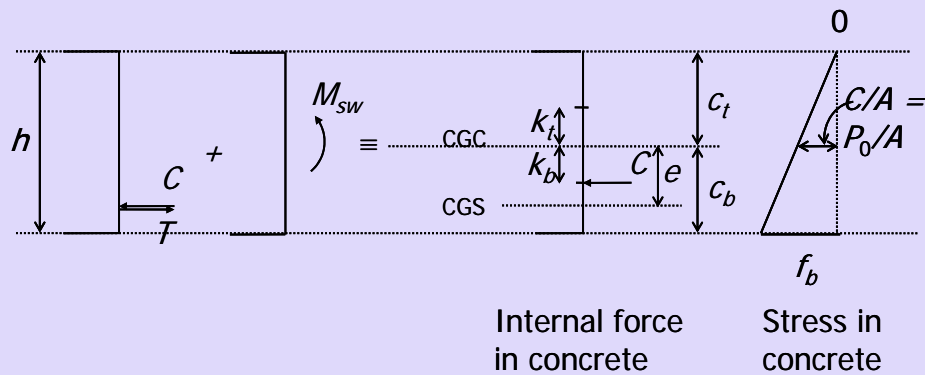 0
h
C
T
+
M_sw
≡
CGC
CGS
k_t
k_b
C
e
c_t
c_b
C/A =
P_0/A
f_b
Internal force
in concrete
Stress in
concrete